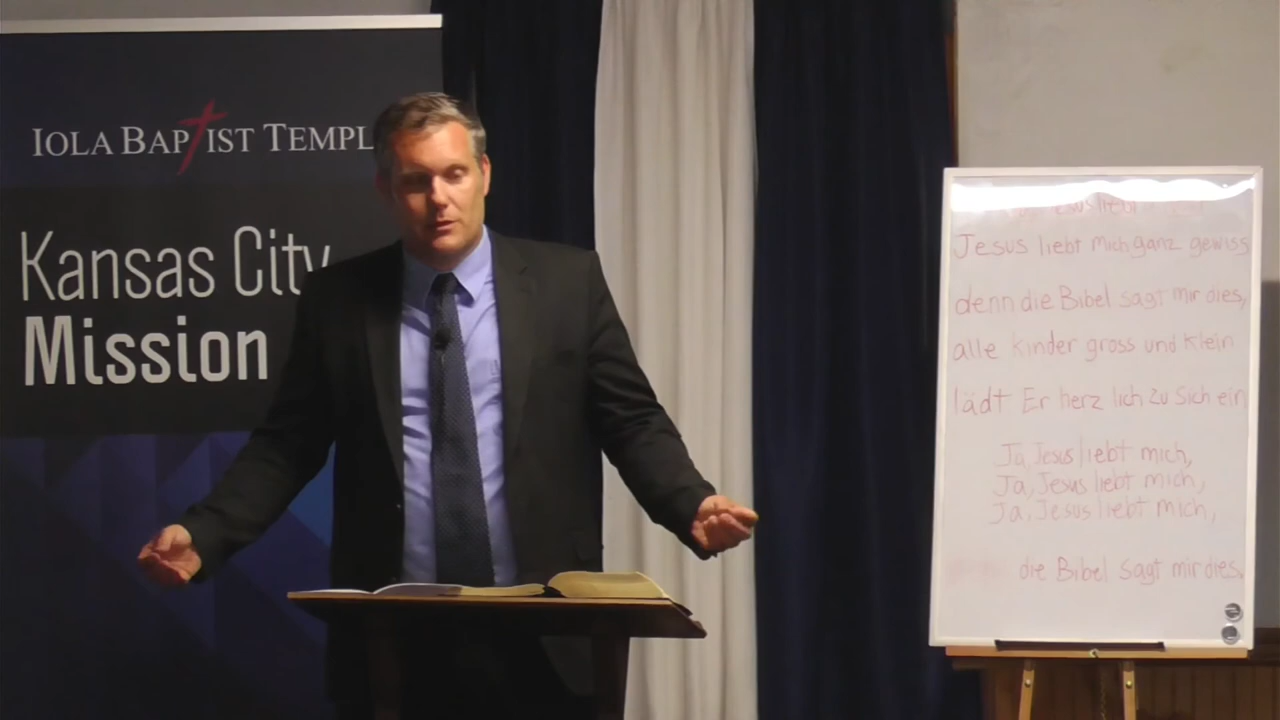 IOLA BAPTIST TEMPL
Kansas City
Mission
Jesus liebt
Jesus liebt mich ganz gewiss
denn die Bibel sagt mir dies,
alle kinder gross und klein
lädt Er herz lich zu Sich ein
Ja, Jesus liebt mich,
Ja, Jesus liebt mich,
Ja, Jesus liebt mich,
die Bibel sagt mir dies.